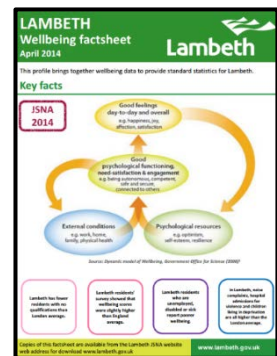 LAMBETH
Wellbeing factsheet
April 2014
Lambeth
This profile brings together wellbeing data to provide standard statistics for Lambeth.
Key facts
JSNA
2014
Good feelings
day-to-day and overall
e.g. happiness, joy,
affection, satisfaction
Good
psychological functioning,
need-satisfaction & engagement
e.g. being autonomous, competent,
safe and secure,
connected to others
External conditions
e.g. work, home,
family, physical health
Psychological resources
e.g. optimism,
self-esteem, resilience
Source: Dynamic model of Wellbeing, Government Office for Science (2008)
Lambeth has fewer
residents with no
qualifications than
London average.
Lambeth residents'
survey showed that
wellbeing scores
were slightly higher
than England
average.
Lambeth residents
who are
unemployed,
disabled or sick
report poorer
wellbeing.
In Lambeth, noise
complaints, hospital
admissions for
violence and children
living in deprivation
are all higher than the
London average.
Copies of this factsheet are available from the Lambeth JSNA website
web address for download www.lambeth.gov.uk
www.lambeth.gov.uk